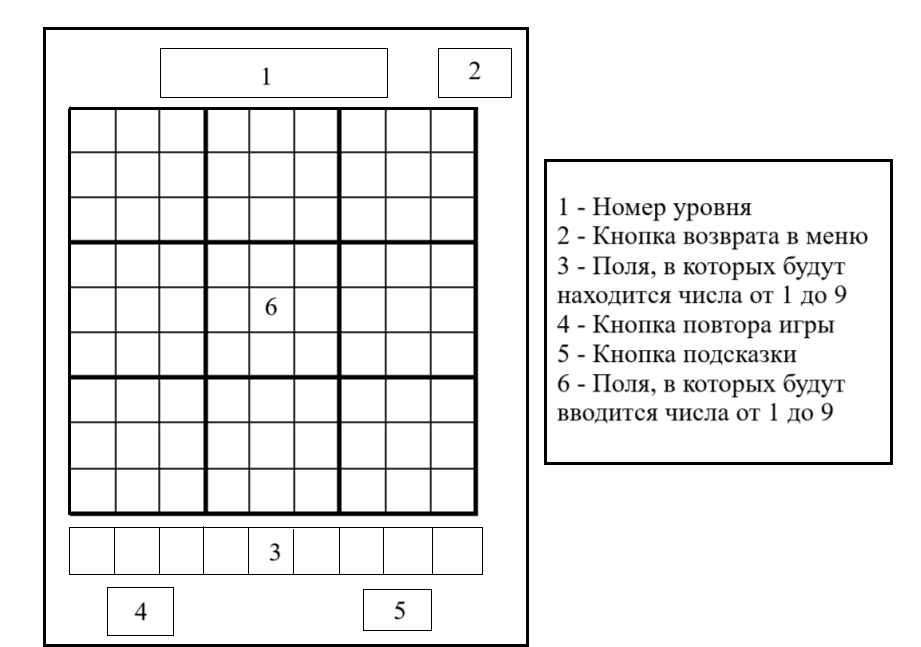 1
2
6
3
4
5
1 - Номер уровня
2 - Кнопка возврата в меню
3 - Поля, в которых будут
находится числа от 1 до 9
4 - Кнопка повтора игры
5 - Кнопка подсказки
6 - Поля, в которых будут
вводится числа от 1 до 9